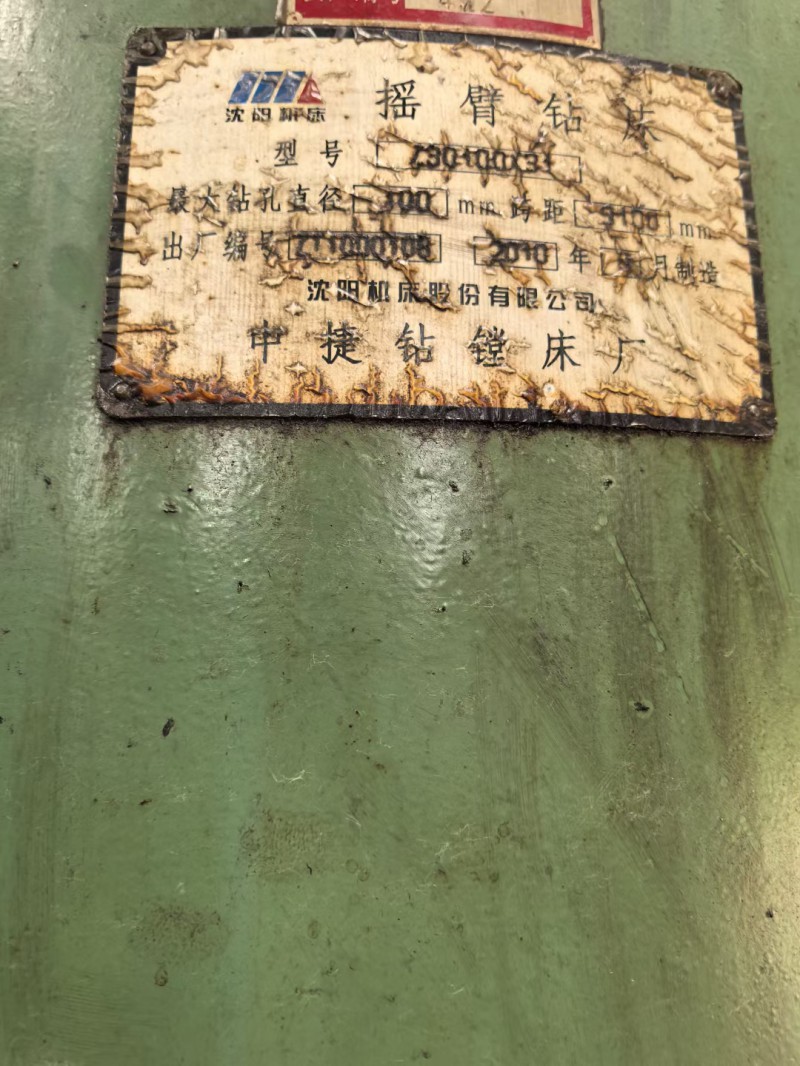 沈阳机床
摇臂钻床
型号 Z30100X31
最大钻孔直径 100 mm 跨距 3100 mm
出厂编号 Z11000108 2010 年 月制造
沈阳机床股份有限公司
中捷钻镗床厂